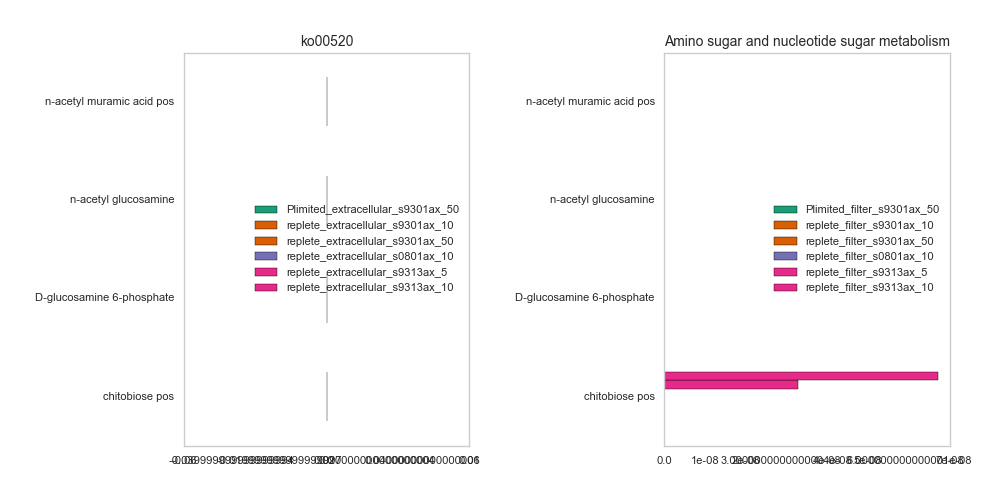 ko00520
n-acetyl muramic acid pos
n-acetyl glucosamine
D-glucosamine 6-phosphate
chitobiose pos
Plimited_extracellular_s9301ax_50
replete_extracellular_s9301ax_10
replete_extracellular_s9301ax_50
replete_extracellular_s0801ax_10
replete_extracellular_s9313ax_5
replete_extracellular_s9313ax_10
Amino sugar and nucleotide sugar metabolism
n-acetyl muramic acid pos
n-acetyl glucosamine
D-glucosamine 6-phosphate
chitobiose pos
Plimited_filter_s9301ax_50
replete_filter_s9301ax_10
replete_filter_s9301ax_50
replete_filter_s0801ax_10
replete_filter_s9313ax_5
replete_filter_s9313ax_10
0.0 1e-08